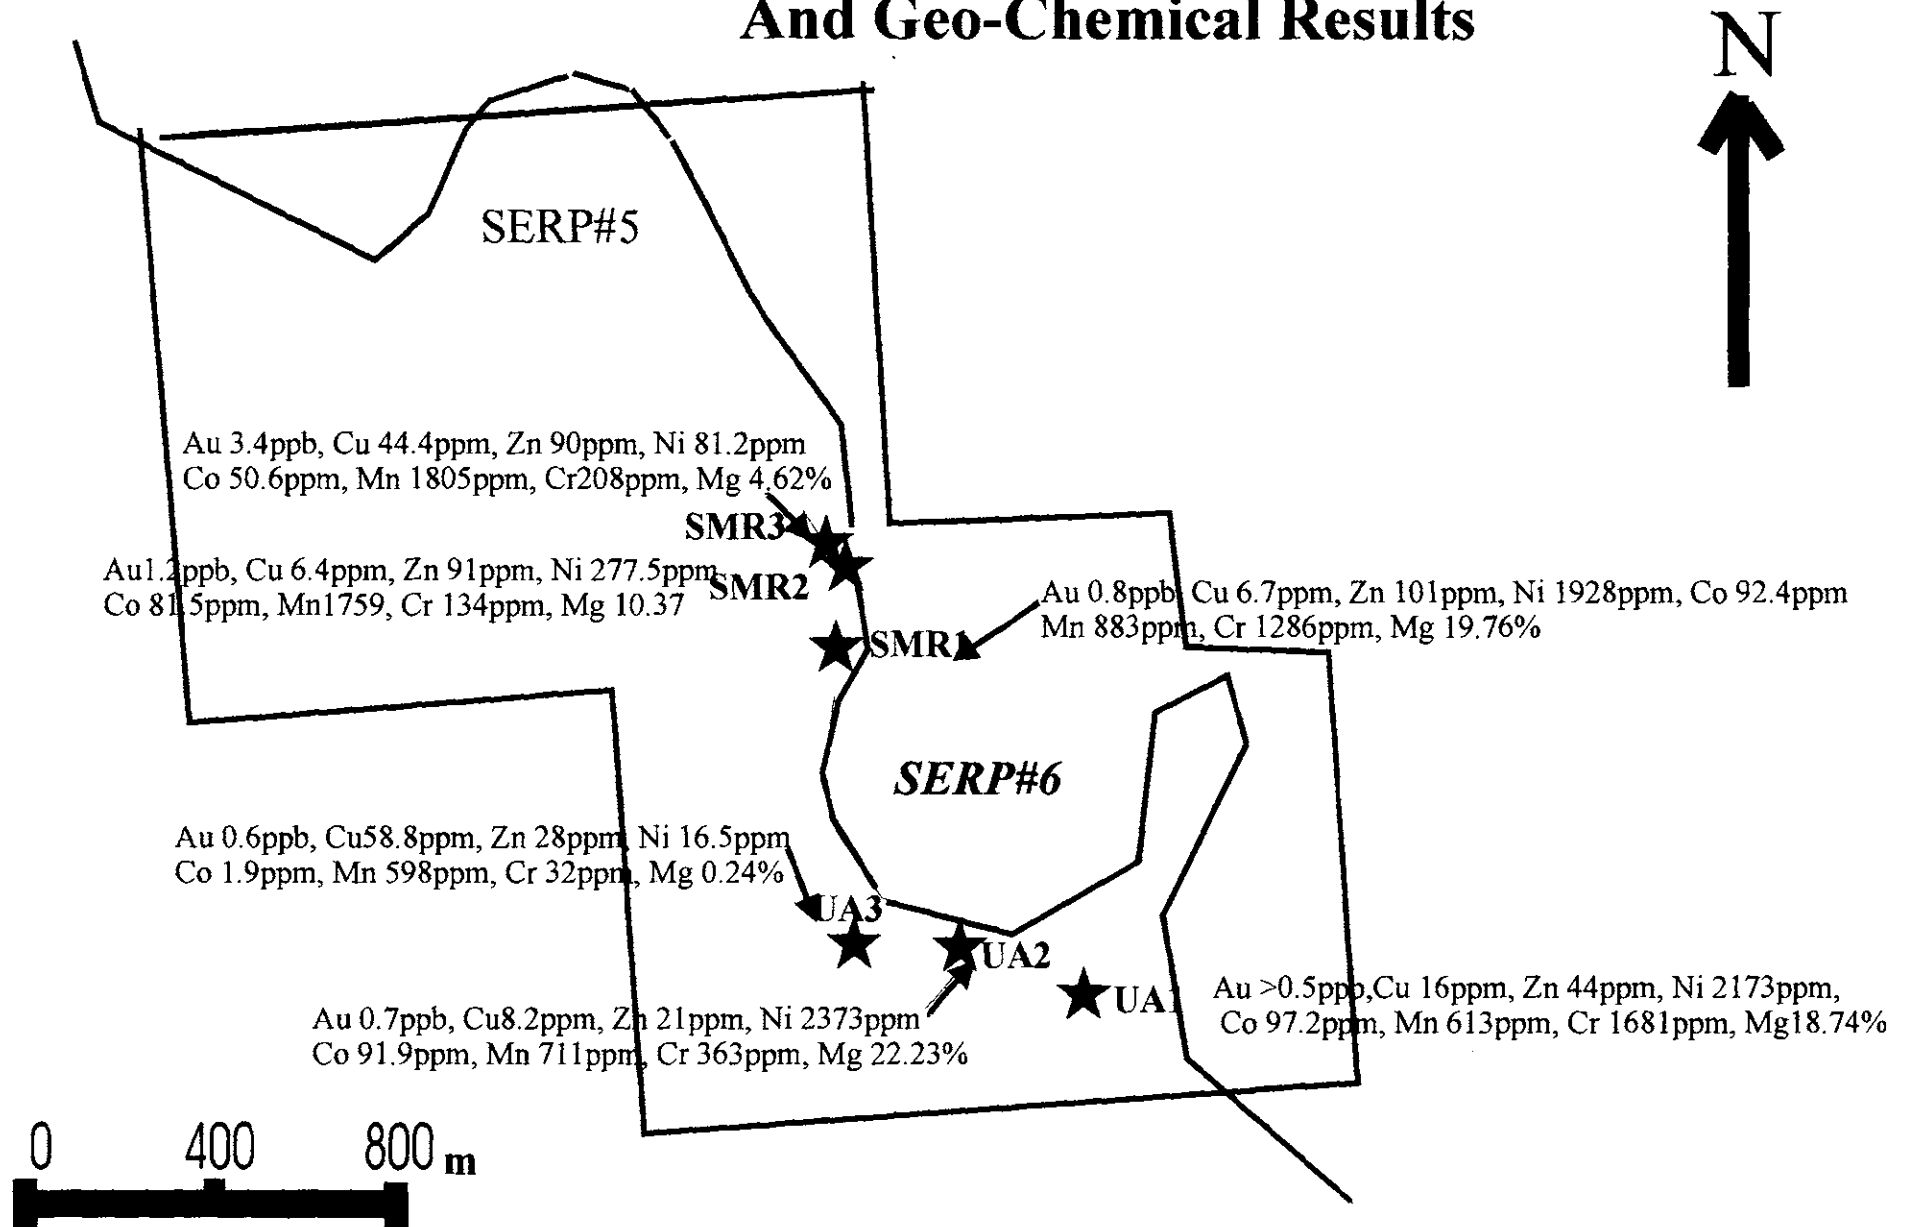 And Geo-Chemical Results
N
SERP#5
Au 3.4ppb, Cu 44.4ppm, Zn 90ppm, Ni 81.2ppm
Co 50.6ppm, Mn 1805ppm, Cr208ppm, Mg 4.62%
SMR3
Au1.2ppb, Cu 6.4ppm, Zn 91ppm, Ni 277.5ppm
Co 81.5ppm, Mn1759, Cr 134ppm, Mg 10.37
SMR2
Au 0.8ppb, Cu 6.7ppm, Zn 101ppm, Ni 1928ppm, Co 92.4ppm
Mn 883ppm, Cr 1286ppm, Mg 19.76%
SMR1
SERP#6
Au 0.6ppb, Cu58.8ppm, Zn 28ppm, Ni 16.5ppm
Co 1.9ppm, Mn 598ppm, Cr 32ppm, Mg 0.24%
UA3
UA2
UA1
Au >0.5ppb,Cu 16ppm, Zn 44ppm, Ni 2173ppm,
Co 97.2ppm, Mn 613ppm, Cr 1681ppm, Mg18.74%
Au 0.7ppb, Cu8.2ppm, Zn 21ppm, Ni 2373ppm
Co 91.9ppm, Mn 711ppm, Cr 363ppm, Mg 22.23%
0 400 800 m